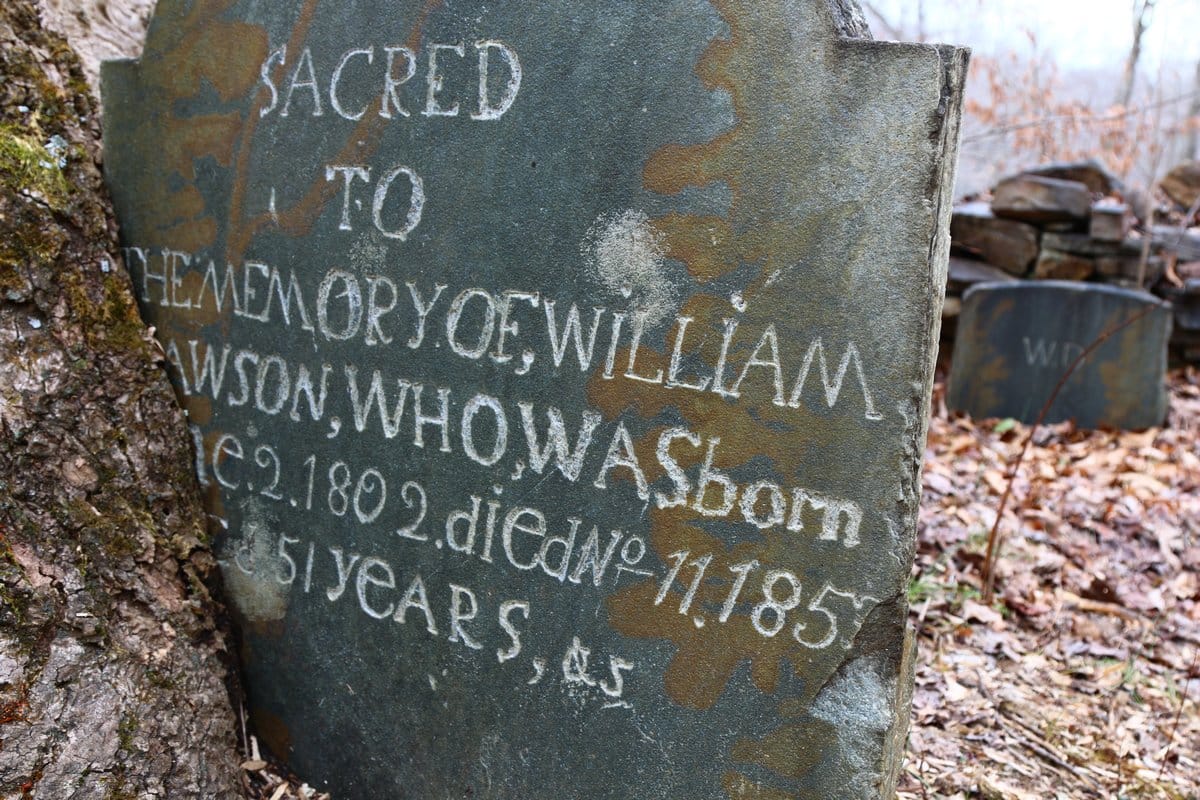 SACRED
TO
THE MEMORY OF, WilliAM
AWSON, WHO, WAS born
e. 2. 1802. died No 11. 185
51 yeARS, & 5
WD